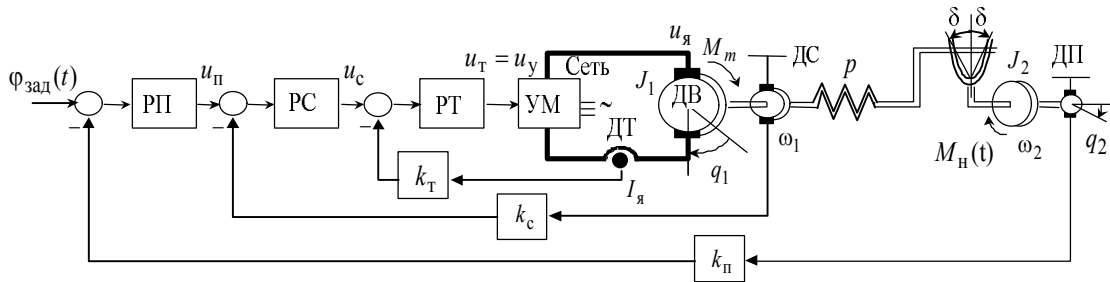 φзад(t)
–
РП
uп
–
РС
uс
–
РТ
uт = uу
УМ
Сеть
~
uя
Mm
J1
ДВ
ДС
p
δ δ
J2
ДП
ДТ
Iя
q1
ω1
Mн(t)
ω2
q2
kт
kс
kп